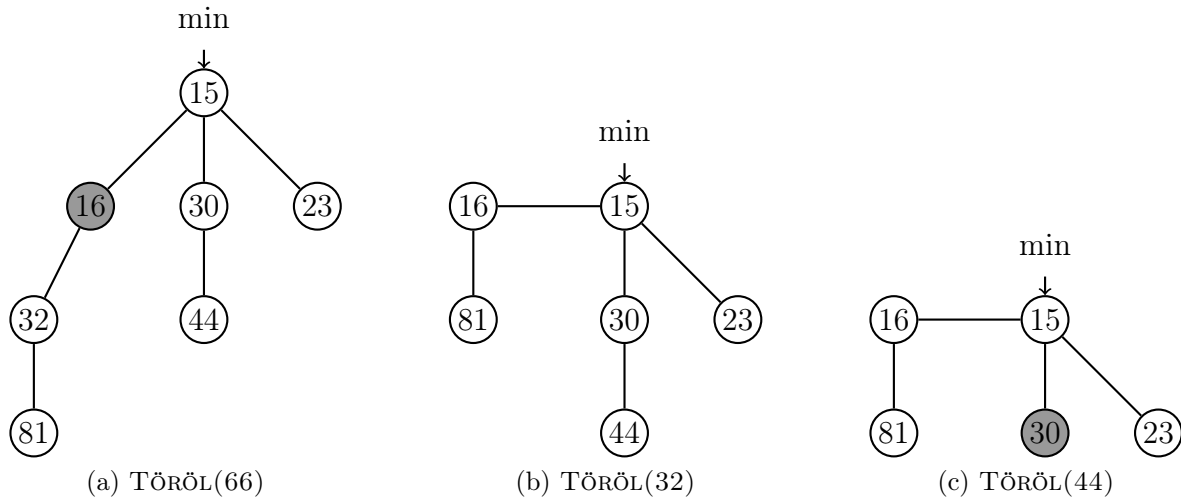 min
15
16 30 23
32 44
81
(a) TÖRÖL(66)
min
16 15
81 30 23
44
(b) TÖRÖL(32)
min
16 15
81 30 23
(c) TÖRÖL(44)